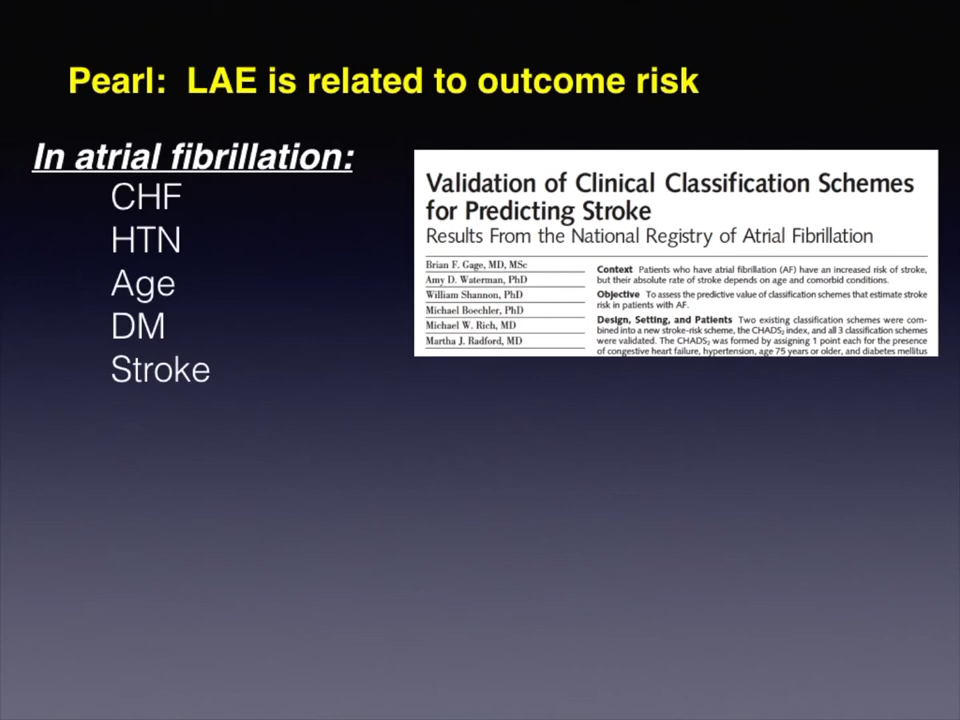 Pearl: LAE is related to outcome risk
In atrial fibrillation:
CHF
HTN
Age
DM
Stroke
Validation of Clinical Classification Schemes
for Predicting Stroke
Results From the National Registry of Atrial Fibrillation
Brian F. Gage, MD, MSc
Amy D. Waterman, PhD
William Shannon, PhD
Michael Boechler, PhD
Michael W. Rich, MD
Martha J. Radford, MD
Context Patients who have atrial fibrillation (AF) have an increased risk of stroke,
but their absolute rate of stroke depends on age and comorbid conditions.
Objective To assess the predictive value of classification schemes that estimate stroke
risk in patients with AF.
Design, Setting, and Patients Two existing classification schemes were com-
bined into a new stroke-risk scheme, the CHADS₂ index, and all 3 classification schemes
were validated. The CHADS₂ was formed by assigning 1 point each for the presence
of congestive heart failure, hypertension, age 75 years or older, and diabetes mellitus